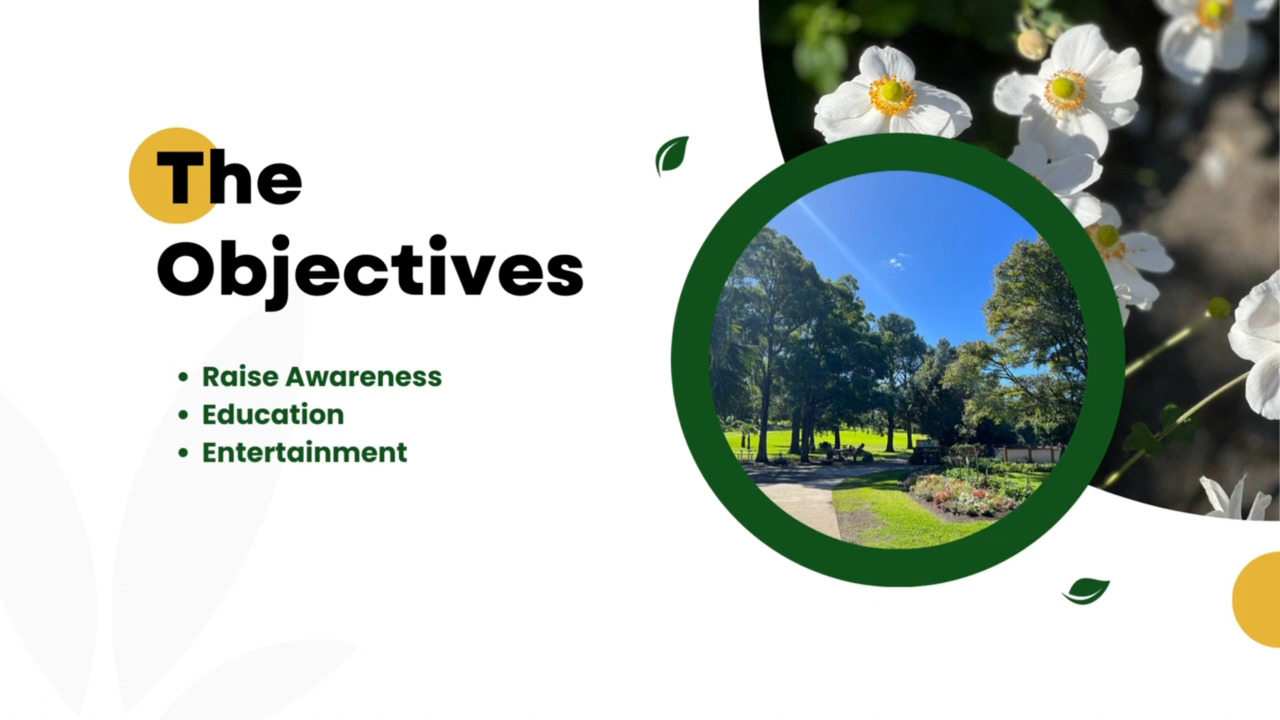 The
Objectives
• Raise Awareness
• Education
• Entertainment